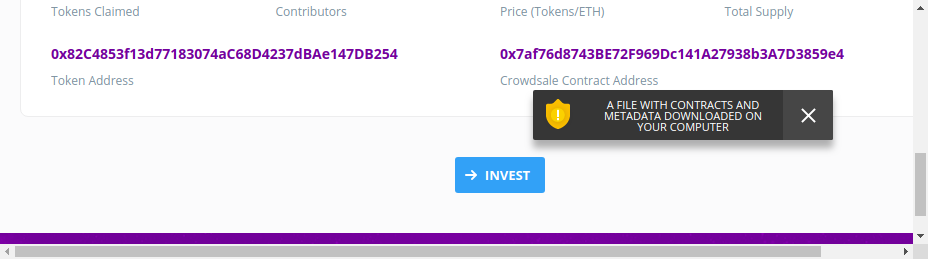 Tokens Claimed Contributors Price (Tokens/ETH) Total Supply
0x82C4853f13d77183074aC68D4237dBAe147DB254 0x7af76d8743BE72F969Dc141A27938b3A7D3859e4
Token Address Crowdsale Contract Address
A FILE WITH CONTRACTS AND
METADATA DOWNLOADED ON
YOUR COMPUTER
INVEST